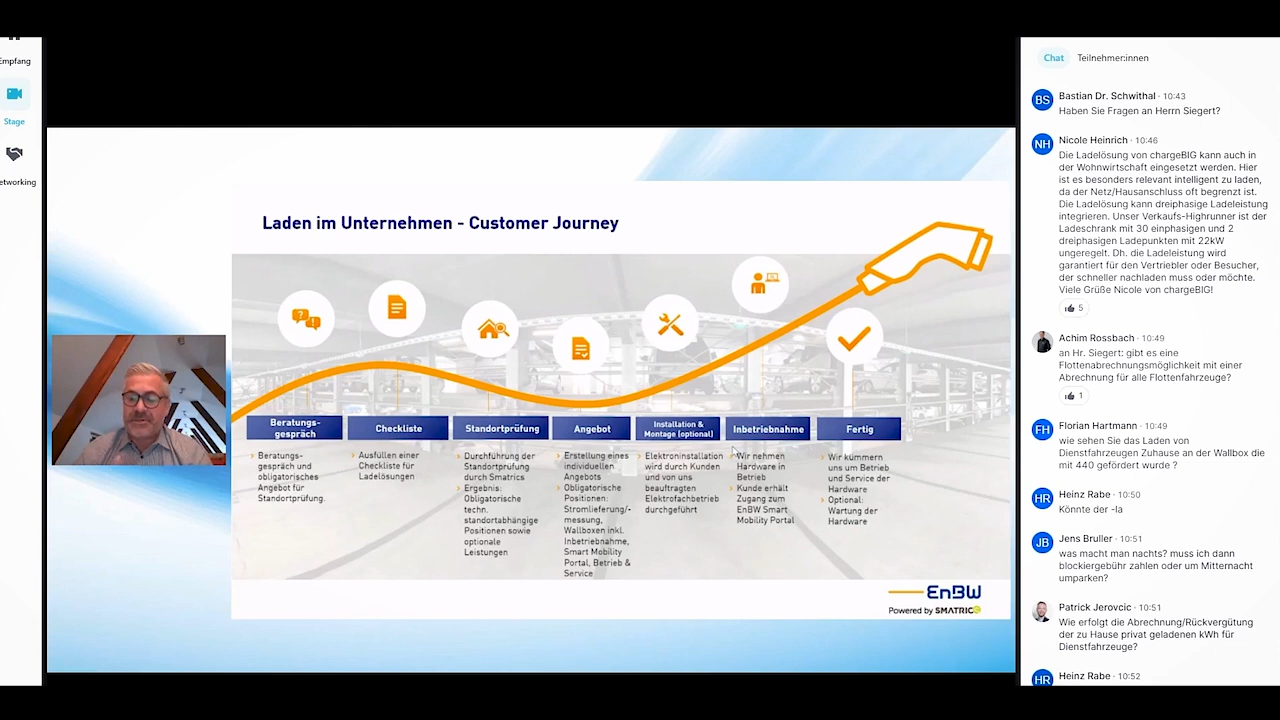 Empfang
Stage
etworking
Laden im Unternehmen - Customer Journey
Beratungs-
gespräch
Beratungs-
gespräch und
obligatorisches
Angebot für
Standortprüfung.
Checkliste
Ausfüllen einer
Checkliste für
Ladelösungen
Standortprüfung
Durchführung der
Standortprüfung
durch Smatrics
Ergebnis:
Obligatorische
techn.
standortabhängige
Positionen sowie
optionale
Leistungen
Angebot
Erstellung eines
individuellen
Angebots
Obligatorische
Positionen:
Stromlieferung/-
messung,
Wallboxen inkl.
Inbetriebnahme,
Smart Mobility
Portal, Betrieb &
Service
Installation &
Montage (optional)
Elektroninstallation
wird durch Kunden
und von uns
beauftragten
Elektrofachbetrieb
durchgeführt
Inbetriebnahme
Wir nehmen
Hardware in
Betrieb
Kunde erhält
Zugang zum
EnBW Smart
Mobility Portal
Fertig
Wir kümmern
uns um Betrieb
und Service der
Hardware
Optional:
Wartung der
Hardware
EnBW
Powered by SMATRICS
Chat Teilnehmer:innen
BS
Bastian Dr. Schwithal · 10:43
Haben Sie Fragen an Herrn Siegert?
NH
Nicole Heinrich · 10:46
Die Ladelösung von chargeBIG kann auch in
der Wohnwirtschaft eingesetzt werden. Hier
ist es besonders relevant intelligent zu laden,
da der Netz/Hausanschluss oft begrenzt ist.
Die Ladelösung kann dreiphasige Ladeleistung
integrieren. Unser Verkaufs-Highrunner ist der
Ladeschrank mit 30 einphasigen und 2
dreiphasigen Ladepunkten mit 22kW
ungeregelt. Dh. die Ladeleistung wird
garantiert für den Vertriebler oder Besucher,
der schneller nachladen muss oder möchte.
Viele Grüße Nicole von chargeBIG!
5
Achim Rossbach · 10:49
an Hr. Siegert: gibt es eine
Flottenabrechnungsmöglichkeit mit einer
Abrechnung für alle Flottenfahrzeuge?
1
FH
Florian Hartmann · 10:49
wie sehen Sie das Laden von
Dienstfahrzeugen Zuhause an der Wallbox die
mit 440 gefördert wurde ?
HR
Heinz Rabe · 10:50
Könnte der -la
JB
Jens Bruller · 10:51
was macht man nachts? muss ich dann
blockiergebühr zahlen oder um Mitternacht
umparken?
Patrick Jerovcic · 10:51
Wie erfolgt die Abrechnung/Rückvergütung
der zu Hause privat geladenen kWh für
Dienstfahrzeuge?
HR
Heinz Rabe · 10:52